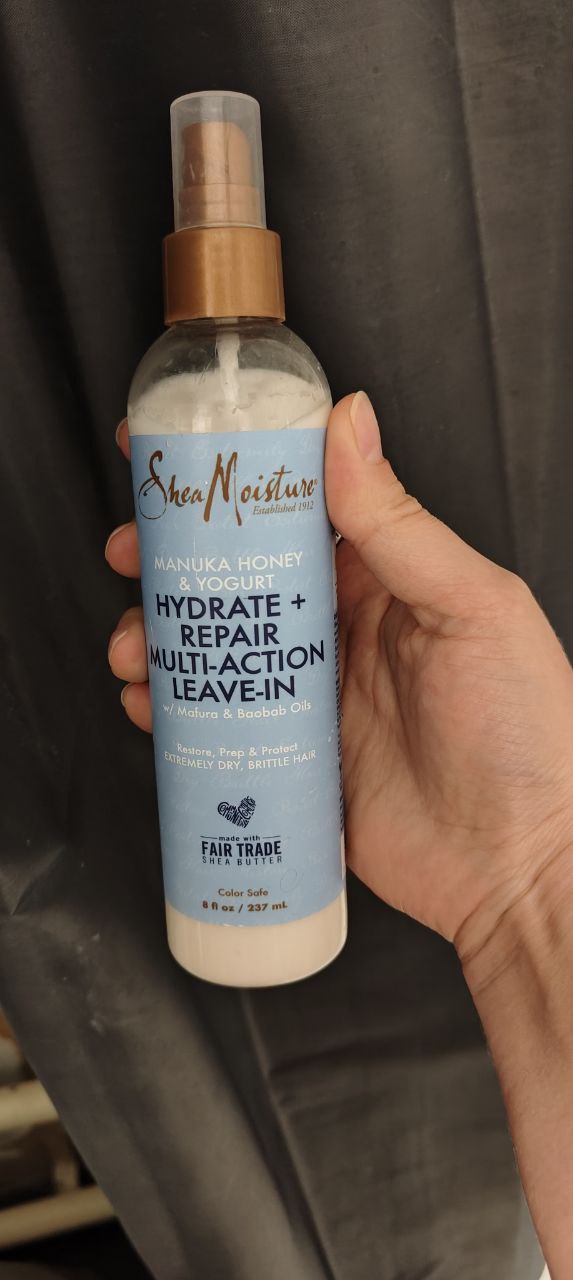 SheaMoisture®
Established 1912
MANUKA HONEY
& YOGURT
HYDRATE +
REPAIR
MULTI-ACTION
LEAVE-IN
w/ Mafura & Baobab Oils
Restore, Prep & Protect
EXTREMELY DRY, BRITTLE HAIR
made with
FAIR TRADE
SHEA BUTTER
Color Safe
8 fl oz / 237 mL